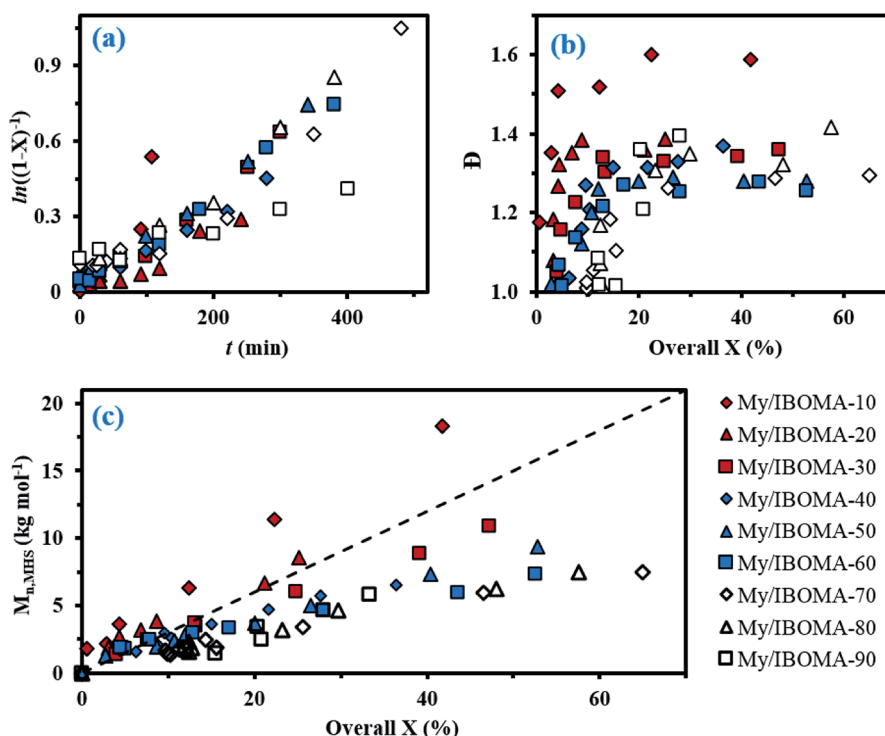 (a)
ln((1-X)⁻¹)
0.9
0.6
0.3
0
0 200 400
t (min)
(b)
Đ
1.6
1.4
1.2
1.0
0 20 40 60
Overall X (%)
(c)
Mn,MHS (kg mol⁻¹)
20
15
10
5
0
0 20 40 60
Overall X (%)
My/IBOMA-10
My/IBOMA-20
My/IBOMA-30
My/IBOMA-40
My/IBOMA-50
My/IBOMA-60
My/IBOMA-70
My/IBOMA-80
My/IBOMA-90